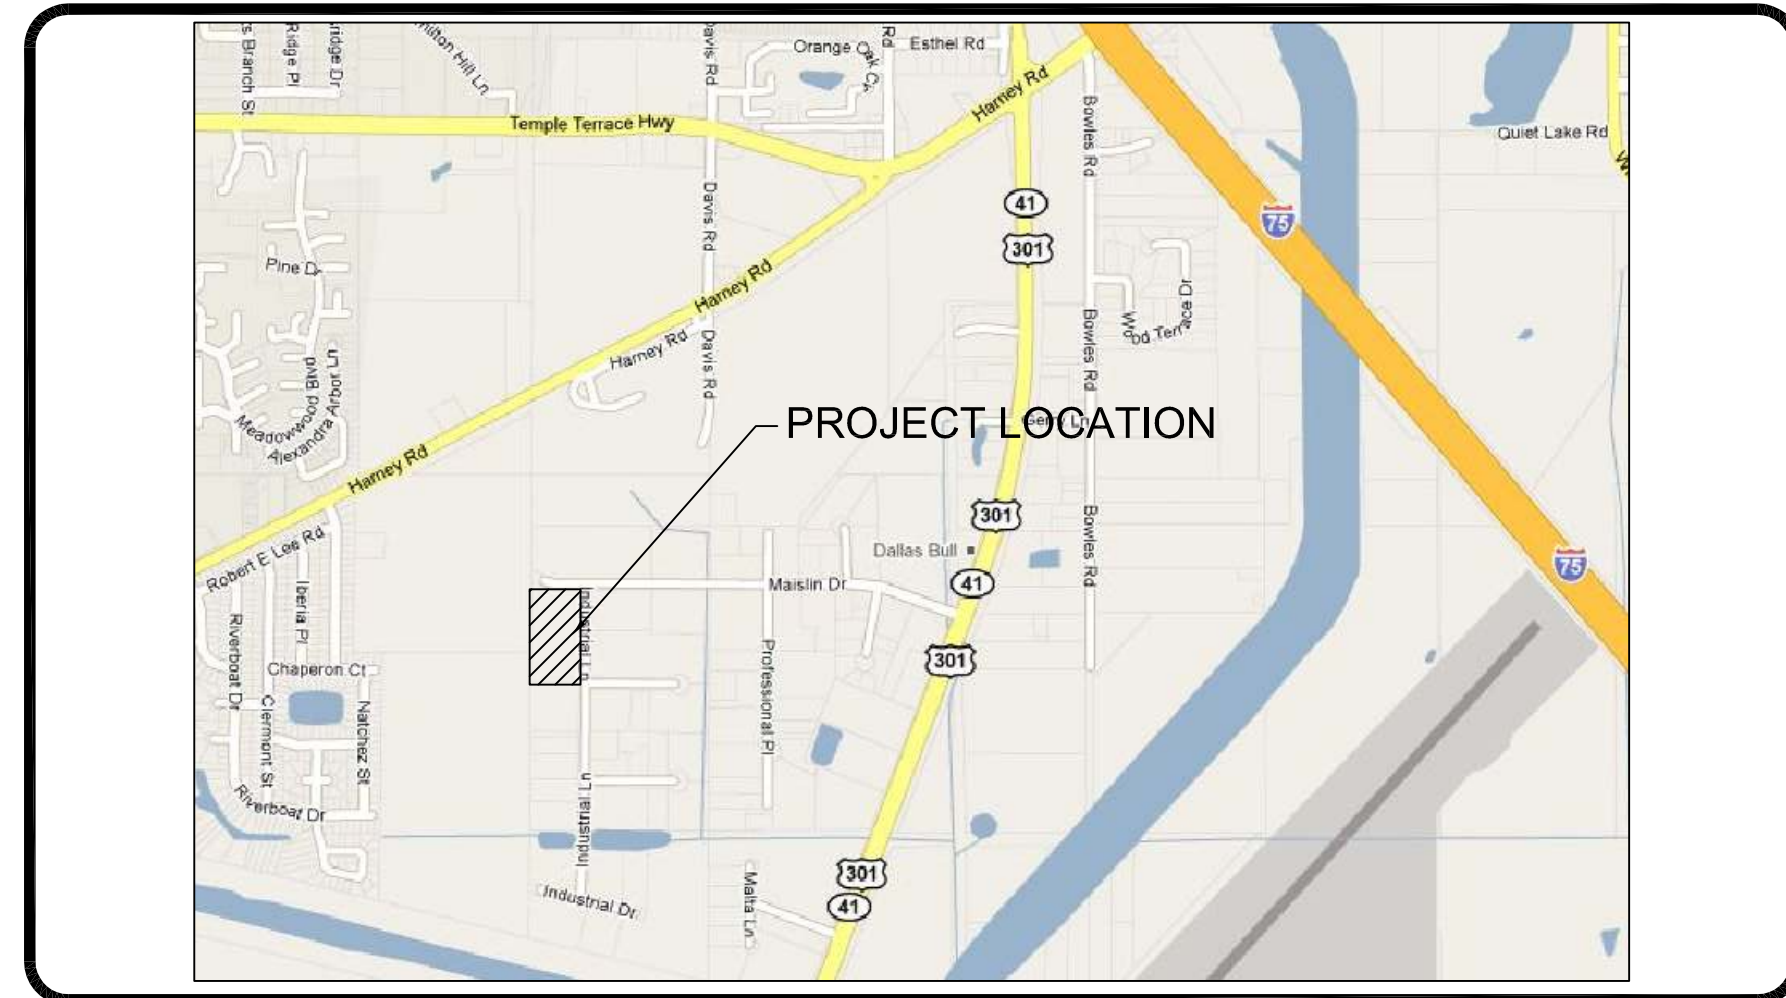 Ridge Pl
Davis Rd
Orange Oak Cr
Rd
Esthel Rd
Harney Rd
Temple Terrace Hwy
Bowles Rd
Quiet Lake Rd
Davis Rd
41
301
75
Pine Dr
Harney Rd
Harney Rd
Davis Rd
Bowles Rd
Wood Terrace Dr
Meadowwood Blvd
Alexandra Arbor Ln
PROJECT LOCATION
Gerry Ln
Harney Rd
301
Bowles Rd
Robert E Lee Rd
Dallas Bull
75
Iberia Pl
Maislin Dr
41
Industrial Ln
Riverboat Dr
Chaperon Ct
Professional Pl
301
Clermont St
Natchez St
Riverboat Dr
Industrial Ln
301
Industrial Dr
Malta Ln
41